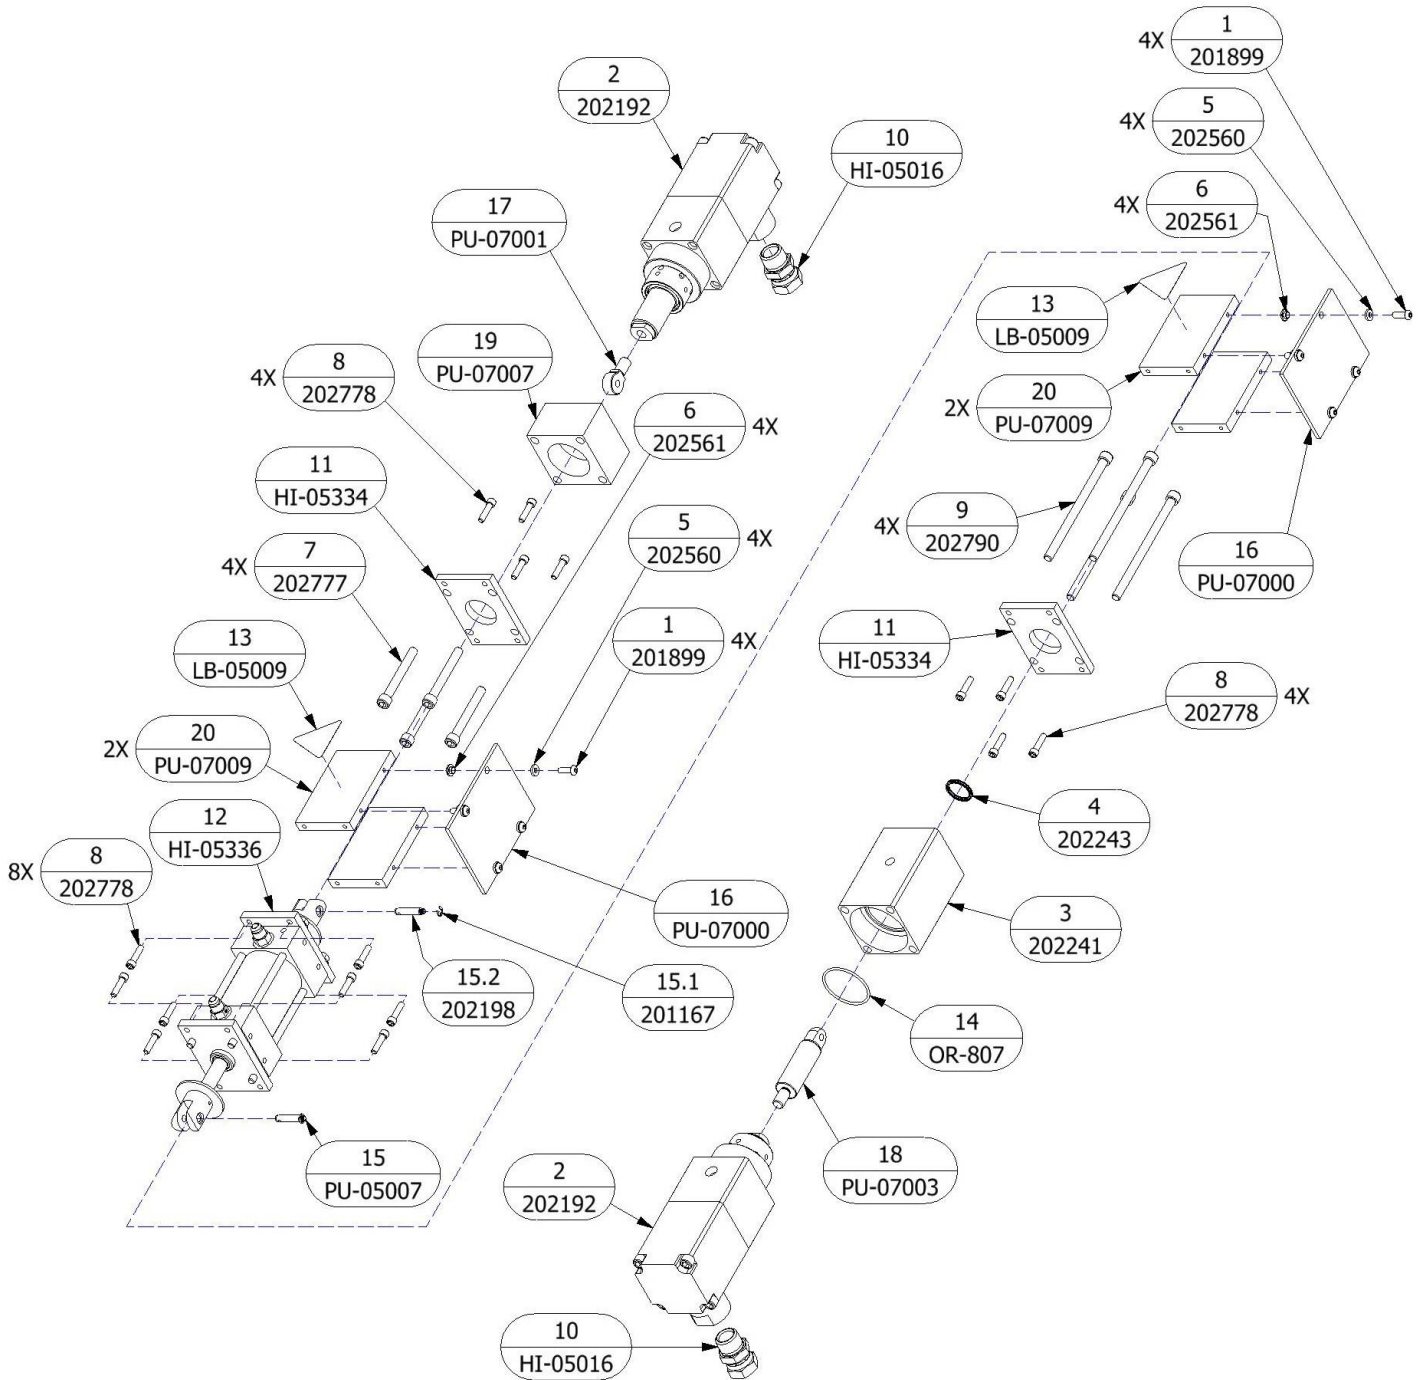 1
4X
201899
5
4X
202560
2
202192
10
HI-05016
6
4X
202561
17
PU-07001
13
LB-05009
19
PU-07007
8
4X
202778
20
2X
PU-07009
6
4X
202561
11
HI-05334
9
4X
202790
5
4X
202560
16
PU-07000
7
4X
202777
11
HI-05334
1
4X
201899
13
LB-05009
8
4X
202778
20
2X
PU-07009
4
202243
12
HI-05336
8
8X
202778
16
PU-07000
3
202241
15.2
202198
15.1
201167
14
OR-807
15
PU-05007
18
PU-07003
2
202192
10
HI-05016